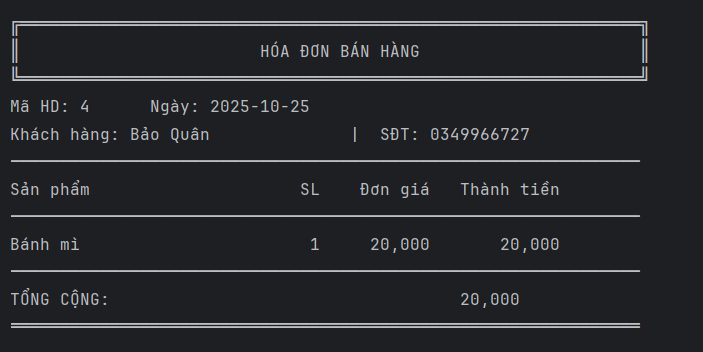 HÓA ĐƠN BÁN HÀNG
Mã HD: 4      Ngày: 2025-10-25
Khách hàng: Bảo Quân              |  SĐT: 0349966727
Sản phẩm                     SL    Đơn giá   Thành tiền
Bánh mì                       1     20,000       20,000
TỔNG CỘNG:                                   20,000